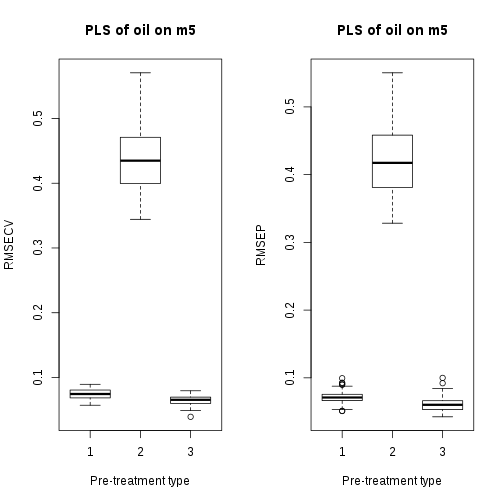 PLS of oil on m5
RMSECV
0.5
0.4
0.3
0.2
0.1
1 2 3
Pre-treatment type
PLS of oil on m5
RMSEP
0.5
0.4
0.3
0.2
0.1
1 2 3
Pre-treatment type